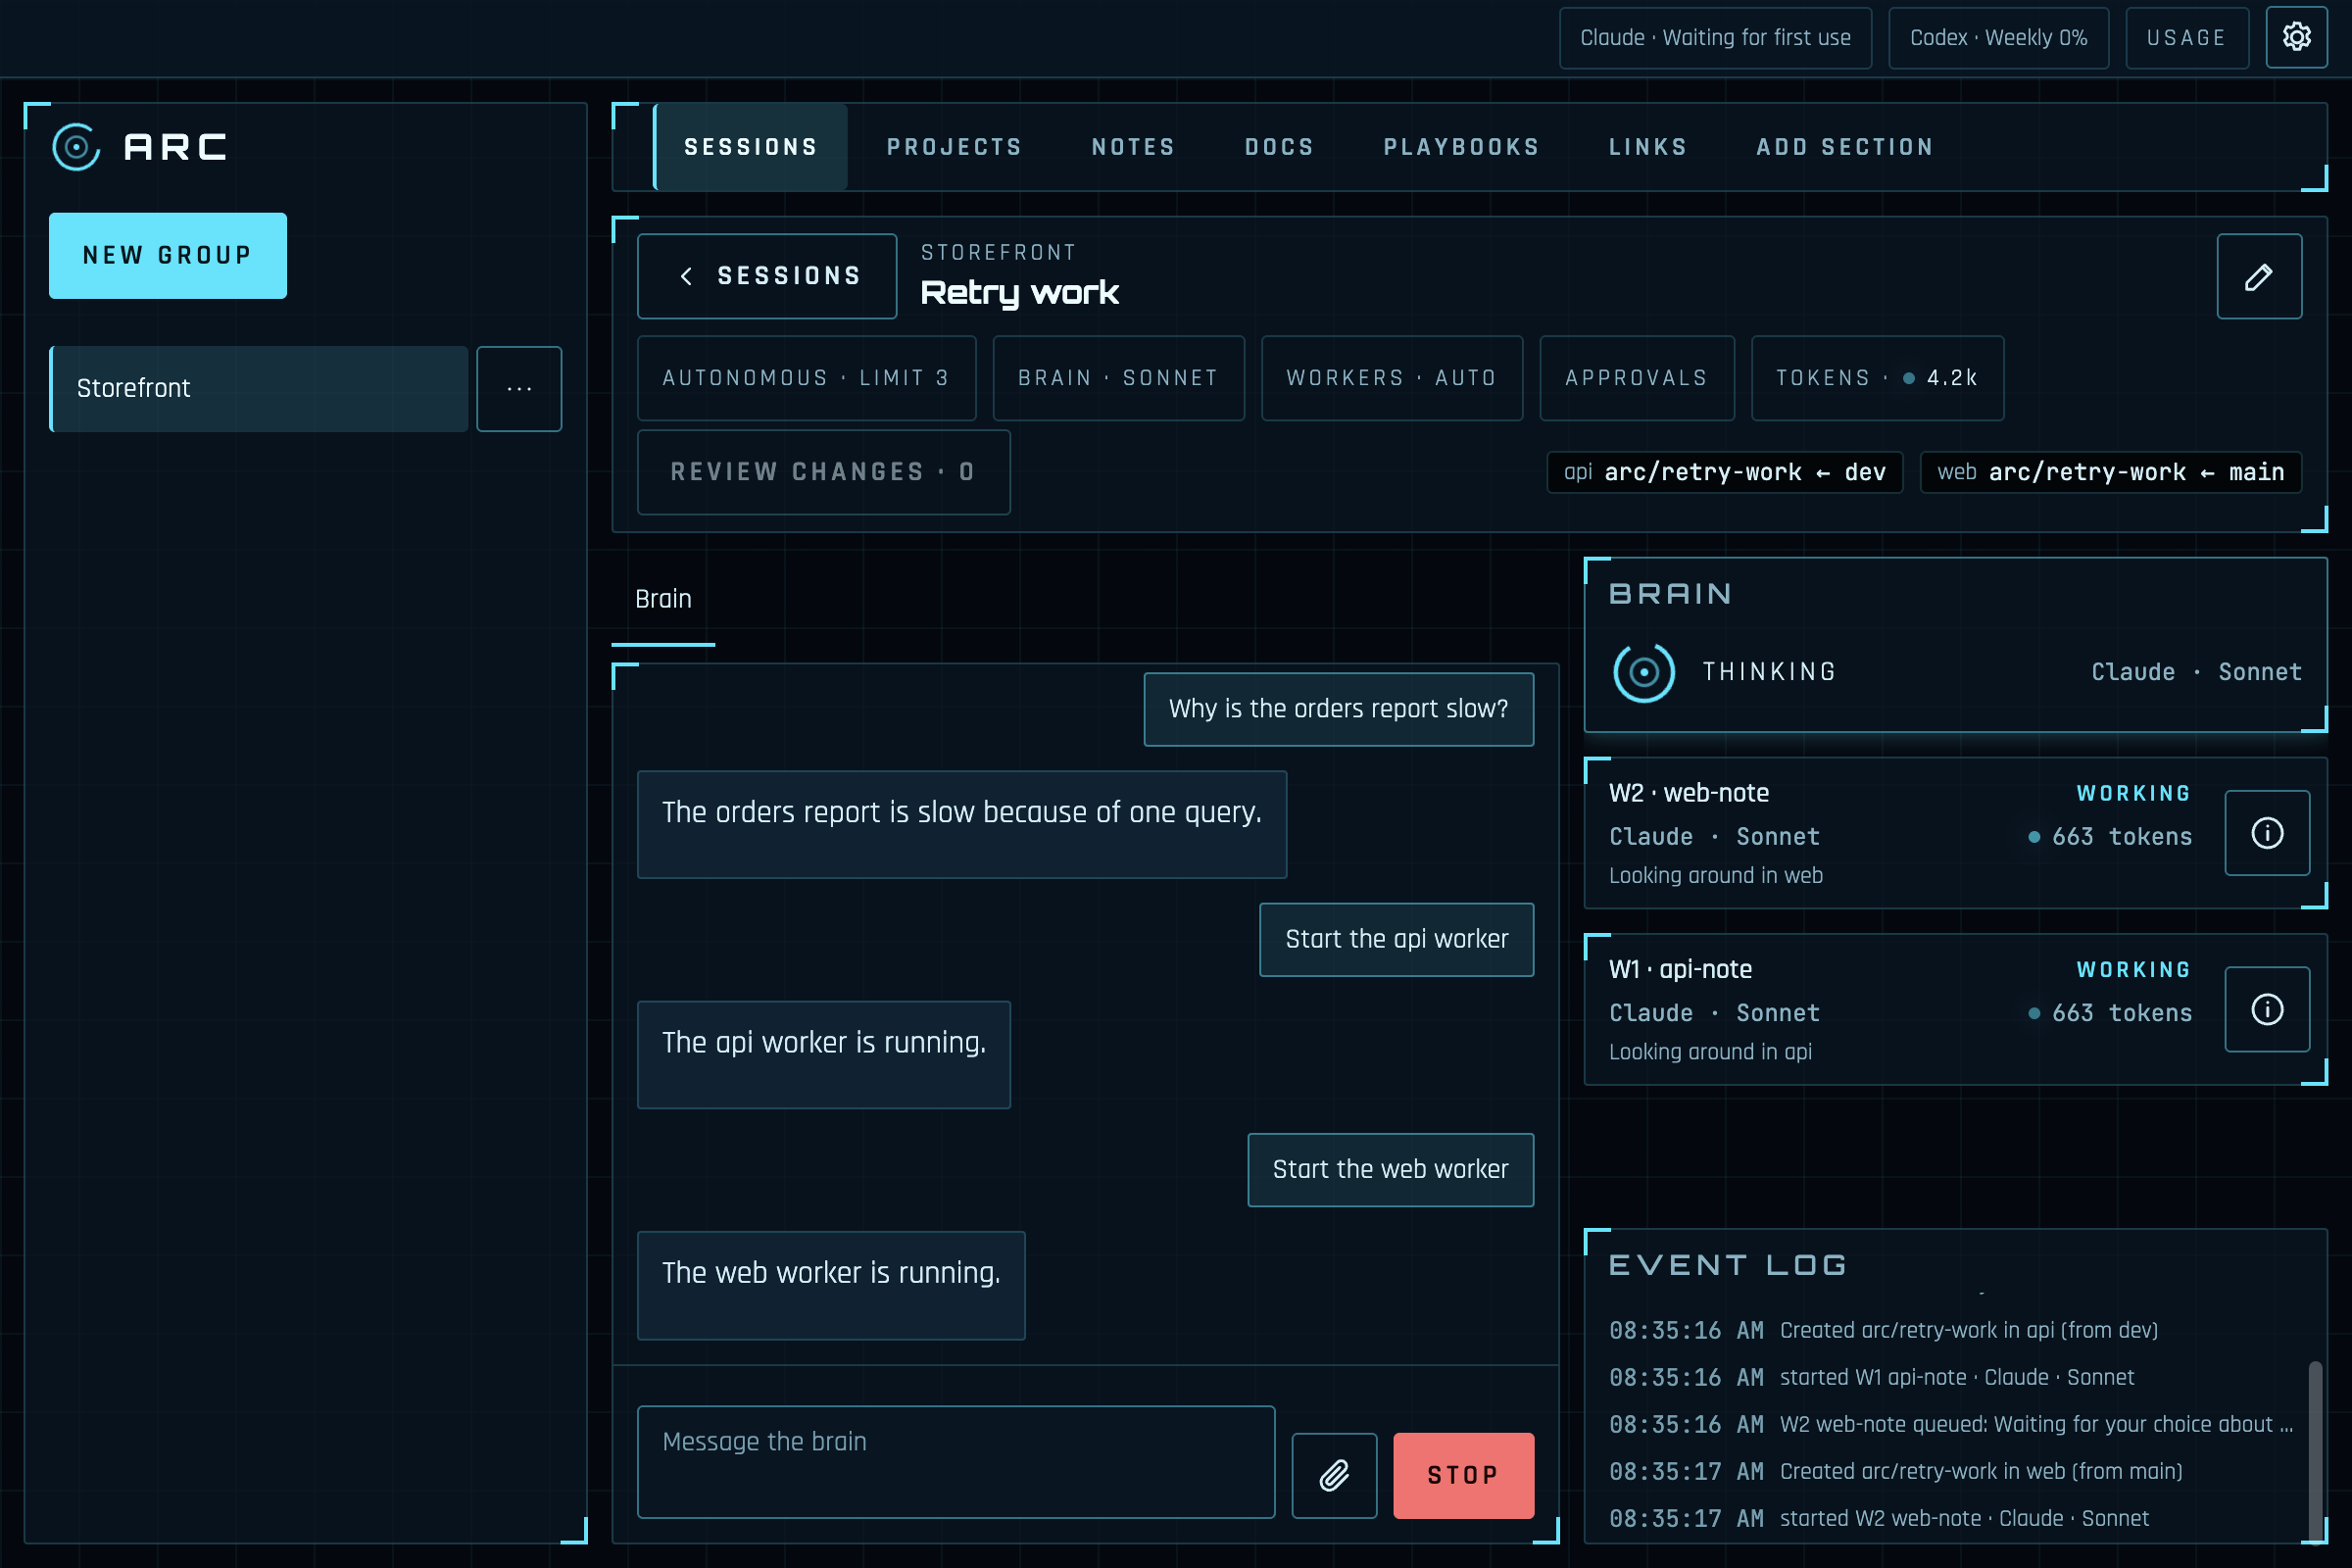 Claude · Waiting for first use
Codex · Weekly 0%
USAGE
ARC
NEW GROUP
Storefront
...
SESSIONS
PROJECTS
NOTES
DOCS
PLAYBOOKS
LINKS
ADD SECTION
SESSIONS
STOREFRONT
Retry work
AUTONOMOUS · LIMIT 3
BRAIN · SONNET
WORKERS · AUTO
APPROVALS
TOKENS · 4.2k
REVIEW CHANGES · 0
api arc/retry-work ← dev
web arc/retry-work ← main
Brain
Why is the orders report slow?
The orders report is slow because of one query.
Start the api worker
The api worker is running.
Start the web worker
The web worker is running.
Message the brain
STOP
BRAIN
THINKING
Claude · Sonnet
W2 · web-note
WORKING
Claude · Sonnet
663 tokens
Looking around in web
W1 · api-note
WORKING
Claude · Sonnet
663 tokens
Looking around in api
EVENT LOG
08:35:16 AM Created arc/retry-work in api (from dev)
08:35:16 AM started W1 api-note · Claude · Sonnet
08:35:16 AM W2 web-note queued: Waiting for your choice about ...
08:35:17 AM Created arc/retry-work in web (from main)
08:35:17 AM started W2 web-note · Claude · Sonnet